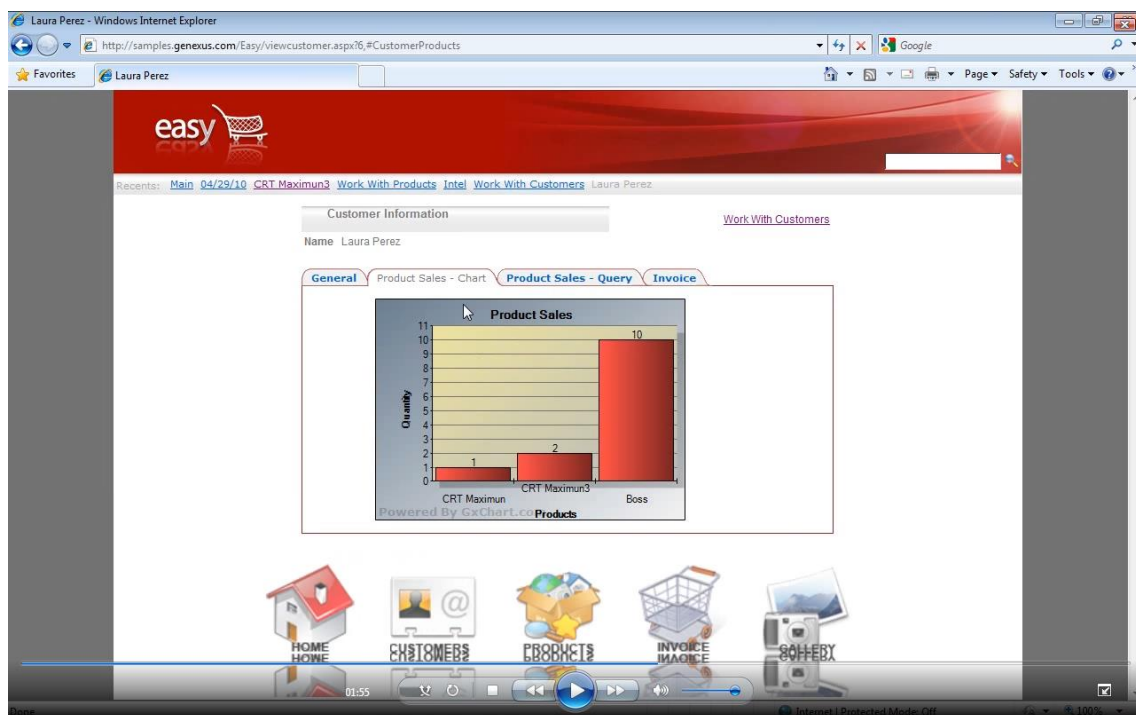 Laura Perez - Windows Internet Explorer
http://samples.genexus.com/Easy/viewcustomer.aspx?6,#CustomerProducts
Google
Favorites
Laura Perez
Page
Safety
Tools
easy
Recents: Main 04/29/10 CRT Maximun3 Work With Products Intel Work With Customers Laura Perez
Customer Information
Work With Customers
Name Laura Perez
General
Product Sales - Chart
Product Sales - Query
Invoice
Product Sales
11
10
9
8
7
6
5
4
3
2
1
0
Quantity
1
2
10
CRT Maximun
CRT Maximun3
Boss
Powered By GxChart.co
Products
HOME
CUSTOMERS
PRODUCTS
INVOICE
01:55
Done
Internet | Protected Mode: Off
100%